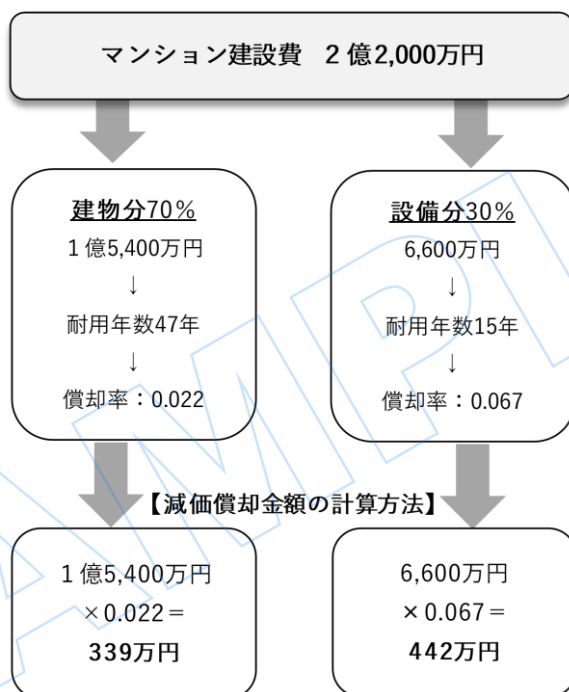 マンション建設費　2億2,000万円
建物分70%
1億5,400万円
↓
耐用年数47年
↓
償却率：0.022
設備分30%
6,600万円
↓
耐用年数15年
↓
償却率：0.067
【減価償却金額の計算方法】
1億5,400万円
×0.022＝
339万円
6,600万円
×0.067＝
442万円
AMPL